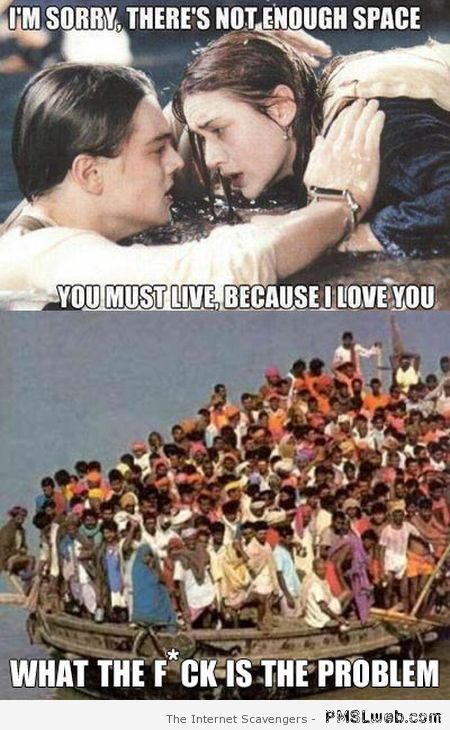 I'M SORRY, THERE'S NOT ENOUGH SPACE
YOU MUST LIVE, BECAUSE I LOVE YOU
WHAT THE F*CK IS THE PROBLEM
The Internet Scavengers - PMSLweb.com